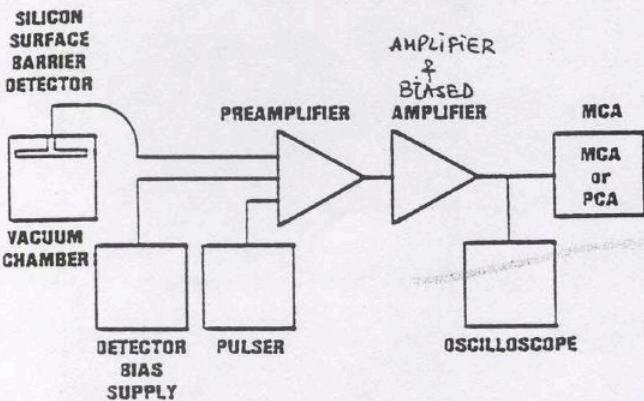 SILICON
SURFACE
BARRIER
DETECTOR
AMPLIFIER
&
BIASED
PREAMPLIFIER
AMPLIFIER
MCA
MCA
or
PCA
VACUUM
CHAMBER
DETECTOR
BIAS
SUPPLY
PULSER
OSCILLOSCOPE